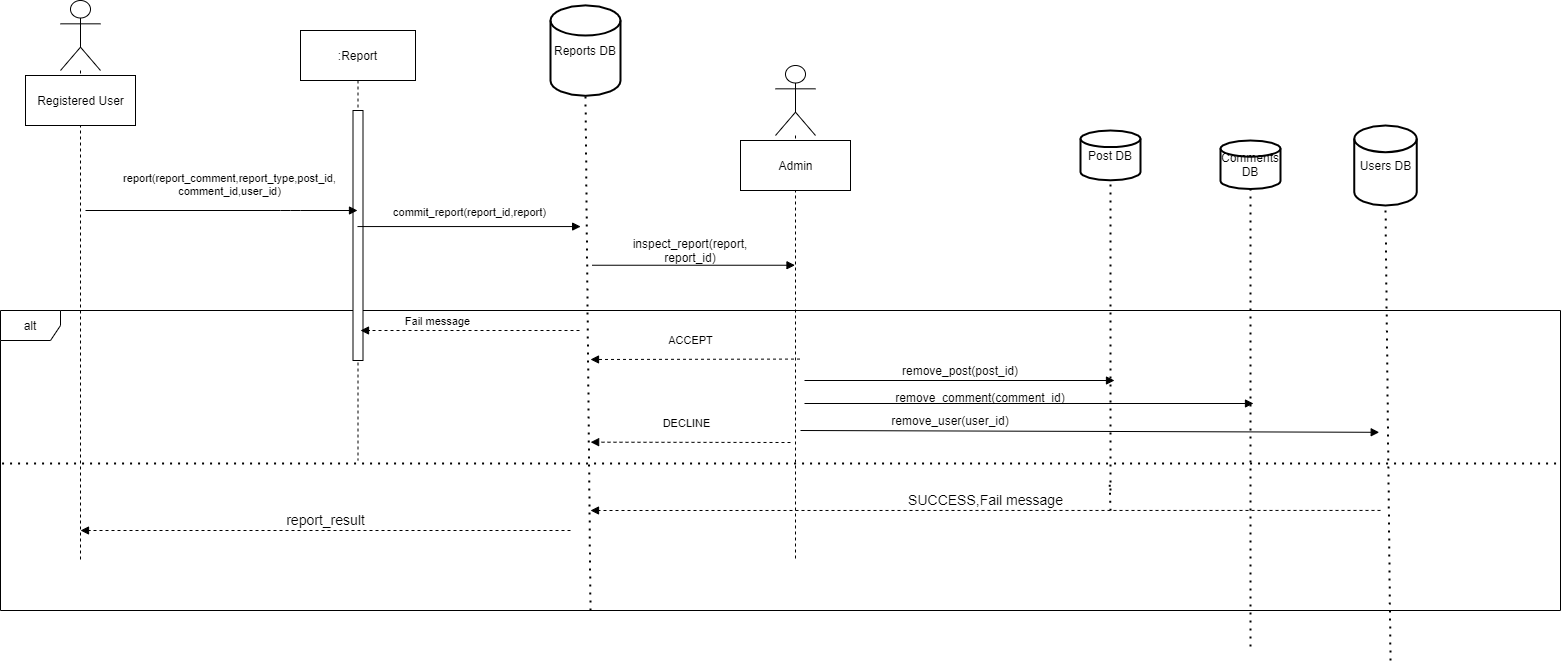 Registered User
:Report
Reports DB
Admin
Post DB
Comments
DB
Users DB
report(report_comment,report_type,post_id,
comment_id,user_id)
commit_report(report_id,report)
inspect_report(report,
report_id)
alt
Fail message
ACCEPT
remove_post(post_id)
remove_comment(comment_id)
remove_user(user_id)
DECLINE
SUCCESS,Fail message
report_result